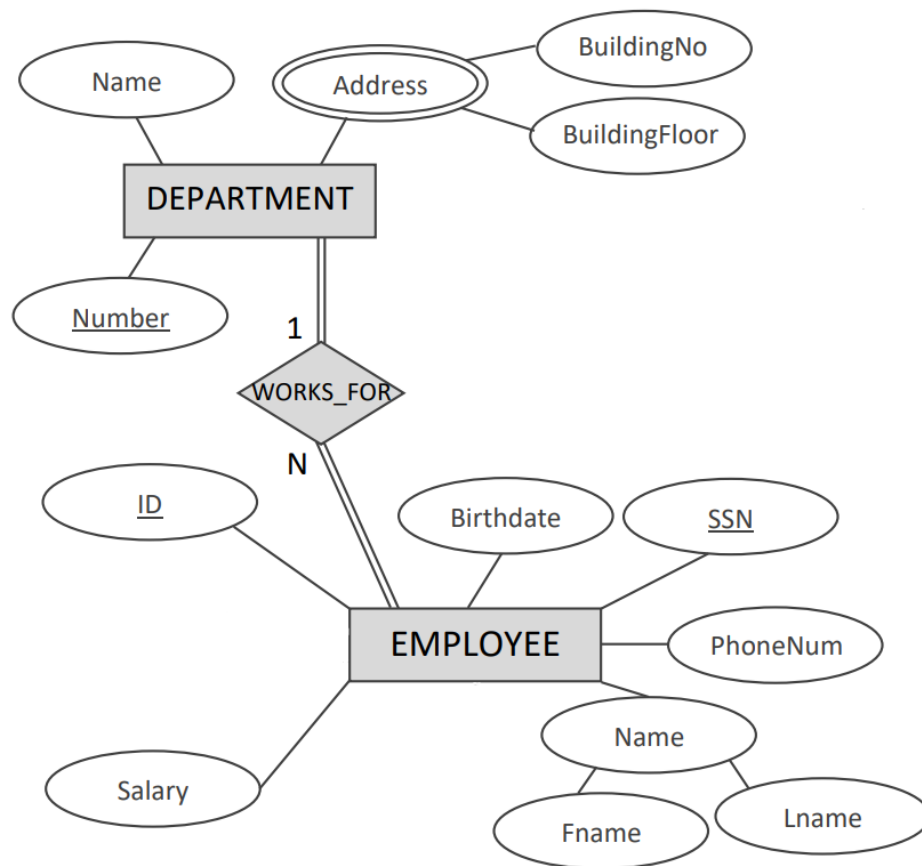 BuildingNo
Name
Address
BuildingFloor
DEPARTMENT
Number
1
WORKS_FOR
N
ID
Birthdate
SSN
EMPLOYEE
PhoneNum
Name
Salary
Fname
Lname